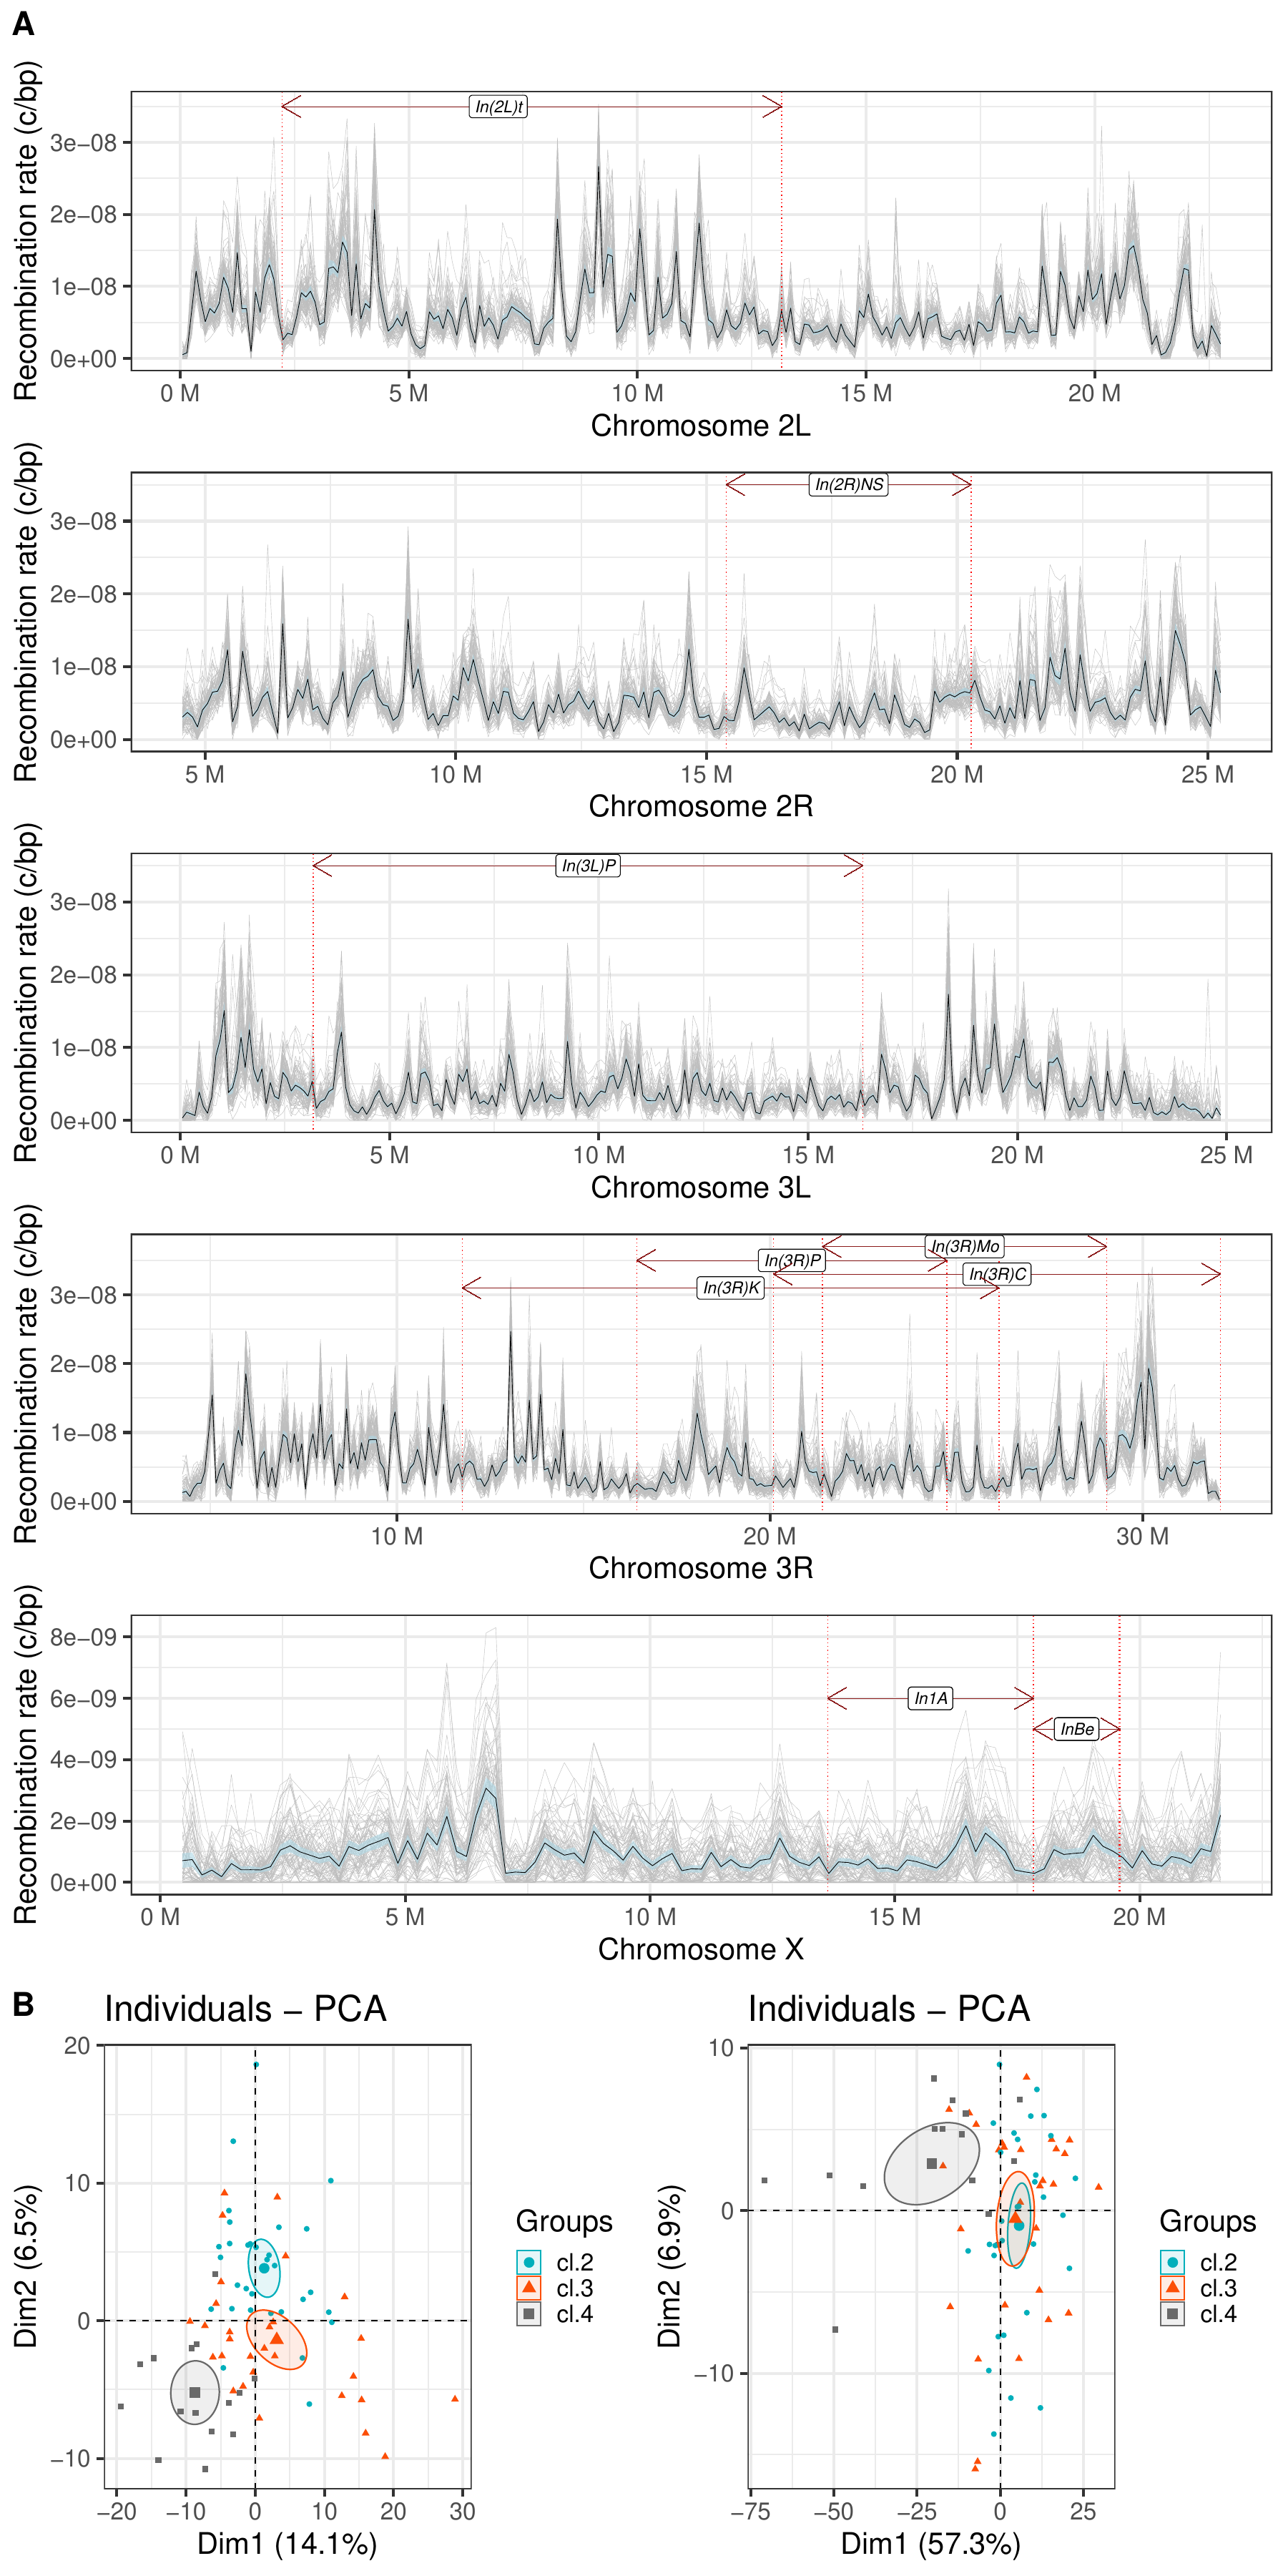 A
Recombination rate (c/bp)
3e−08
2e−08
1e−08
0e+00
In(2L)t
0 M 5 M 10 M 15 M 20 M
Chromosome 2L
Recombination rate (c/bp)
3e−08
2e−08
1e−08
0e+00
In(2R)NS
5 M 10 M 15 M 20 M 25 M
Chromosome 2R
Recombination rate (c/bp)
3e−08
2e−08
1e−08
0e+00
In(3L)P
0 M 5 M 10 M 15 M 20 M 25 M
Chromosome 3L
Recombination rate (c/bp)
3e−08
2e−08
1e−08
0e+00
In(3R)Mo
In(3R)P
In(3R)C
In(3R)K
10 M 20 M 30 M
Chromosome 3R
Recombination rate (c/bp)
8e−09
6e−09
4e−09
2e−09
0e+00
In1A
InBe
0 M 5 M 10 M 15 M 20 M
Chromosome X
B
Individuals − PCA
Dim2 (6.5%)
20
10
0
−10
−20 −10 0 10 20 30
Dim1 (14.1%)
Groups
cl.2
cl.3
cl.4
Individuals − PCA
Dim2 (6.9%)
10
0
−10
−75 −50 −25 0 25
Dim1 (57.3%)
Groups
cl.2
cl.3
cl.4